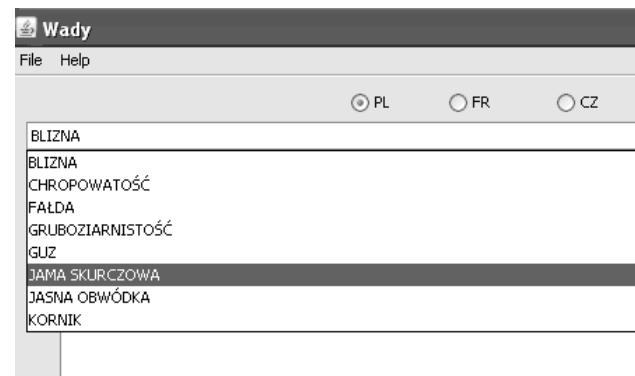 Wady
File Help
PL FR CZ
BLIZNA
BLIZNA
CHROPOWATOŚĆ
FAŁDA
GRUBOZIARNISTOŚĆ
GUZ
JAMA SKURCZOWA
JASNA OBWÓDKA
KORNIK